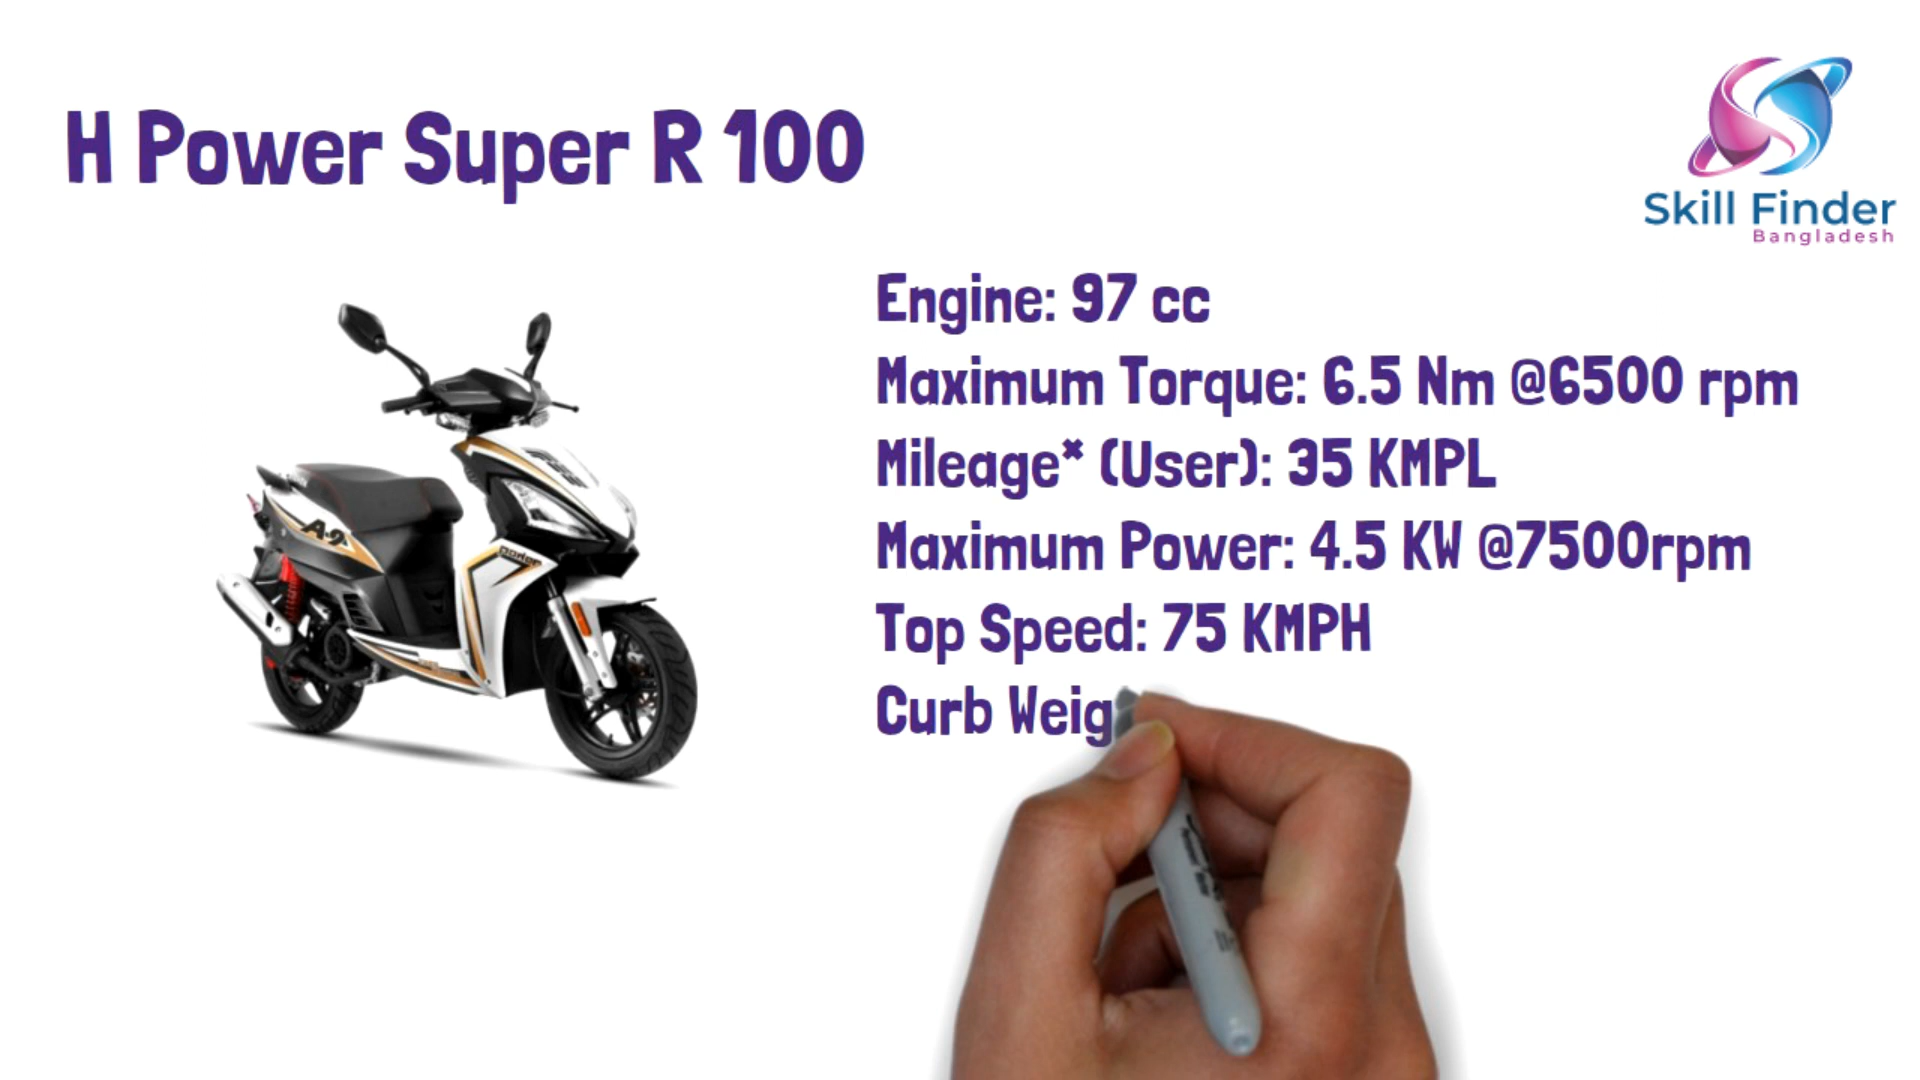 H Power Super R 100
Skill Finder
Bangladesh
Engine: 97 cc
Maximum Torque: 6.5 Nm @6500 rpm
Mileage* (User): 35 KMPL
Maximum Power: 4.5 KW @7500rpm
Top Speed: 75 KMPH
Curb Weig
A-9